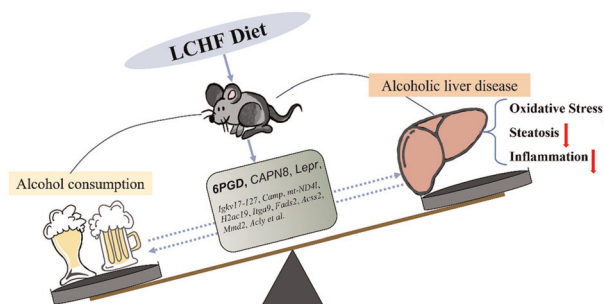 LCHF Diet
Alcoholic liver disease
Oxidative Stress
Steatosis
Inflammation
Alcohol consumption
6PGD, CAPN8, Lepr,
Igkv17-127, Camp, mt-ND4l,
H2ac19, Itga9, Fads2, Acss2,
Mmd2, Acly et al.